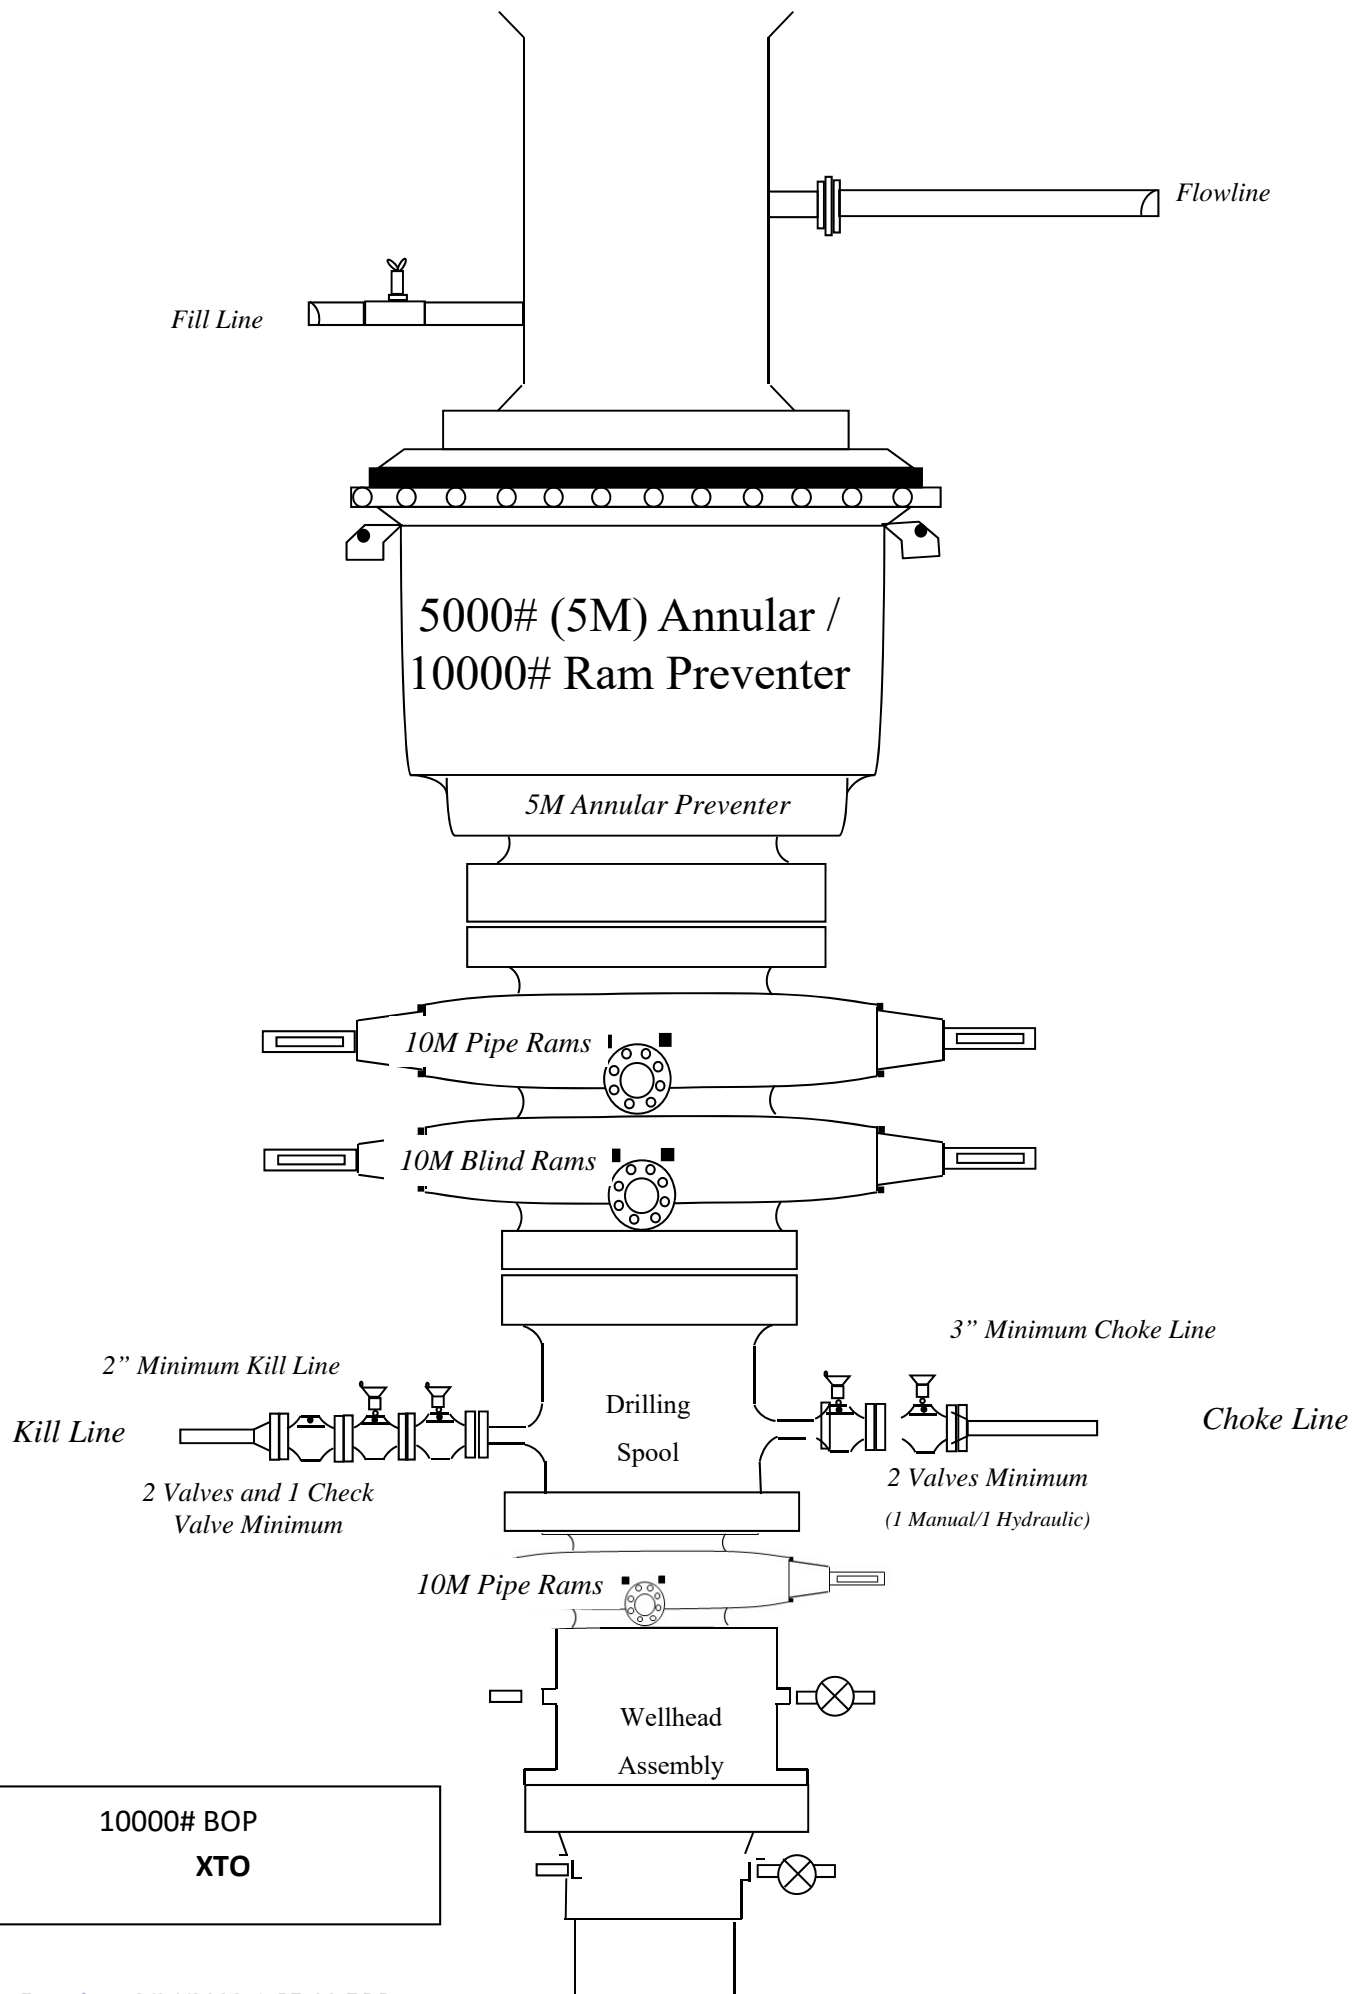 Flowline
Fill Line
5000# (5M) Annular /
10000# Ram Preventer
5M Annular Preventer
10M Pipe Rams
10M Blind Rams
3” Minimum Choke Line
2” Minimum Kill Line
Drilling
Spool
Kill Line
Choke Line
2 Valves and 1 Check
Valve Minimum
2 Valves Minimum
(1 Manual/1 Hydraulic)
10M Pipe Rams
Wellhead
Assembly
10000# BOP
XTO